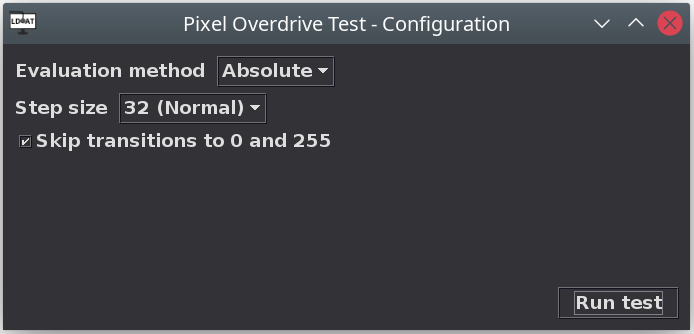 LDAT
Pixel Overdrive Test - Configuration
Evaluation method Absolute
Step size 32 (Normal)
Skip transitions to 0 and 255
Run test